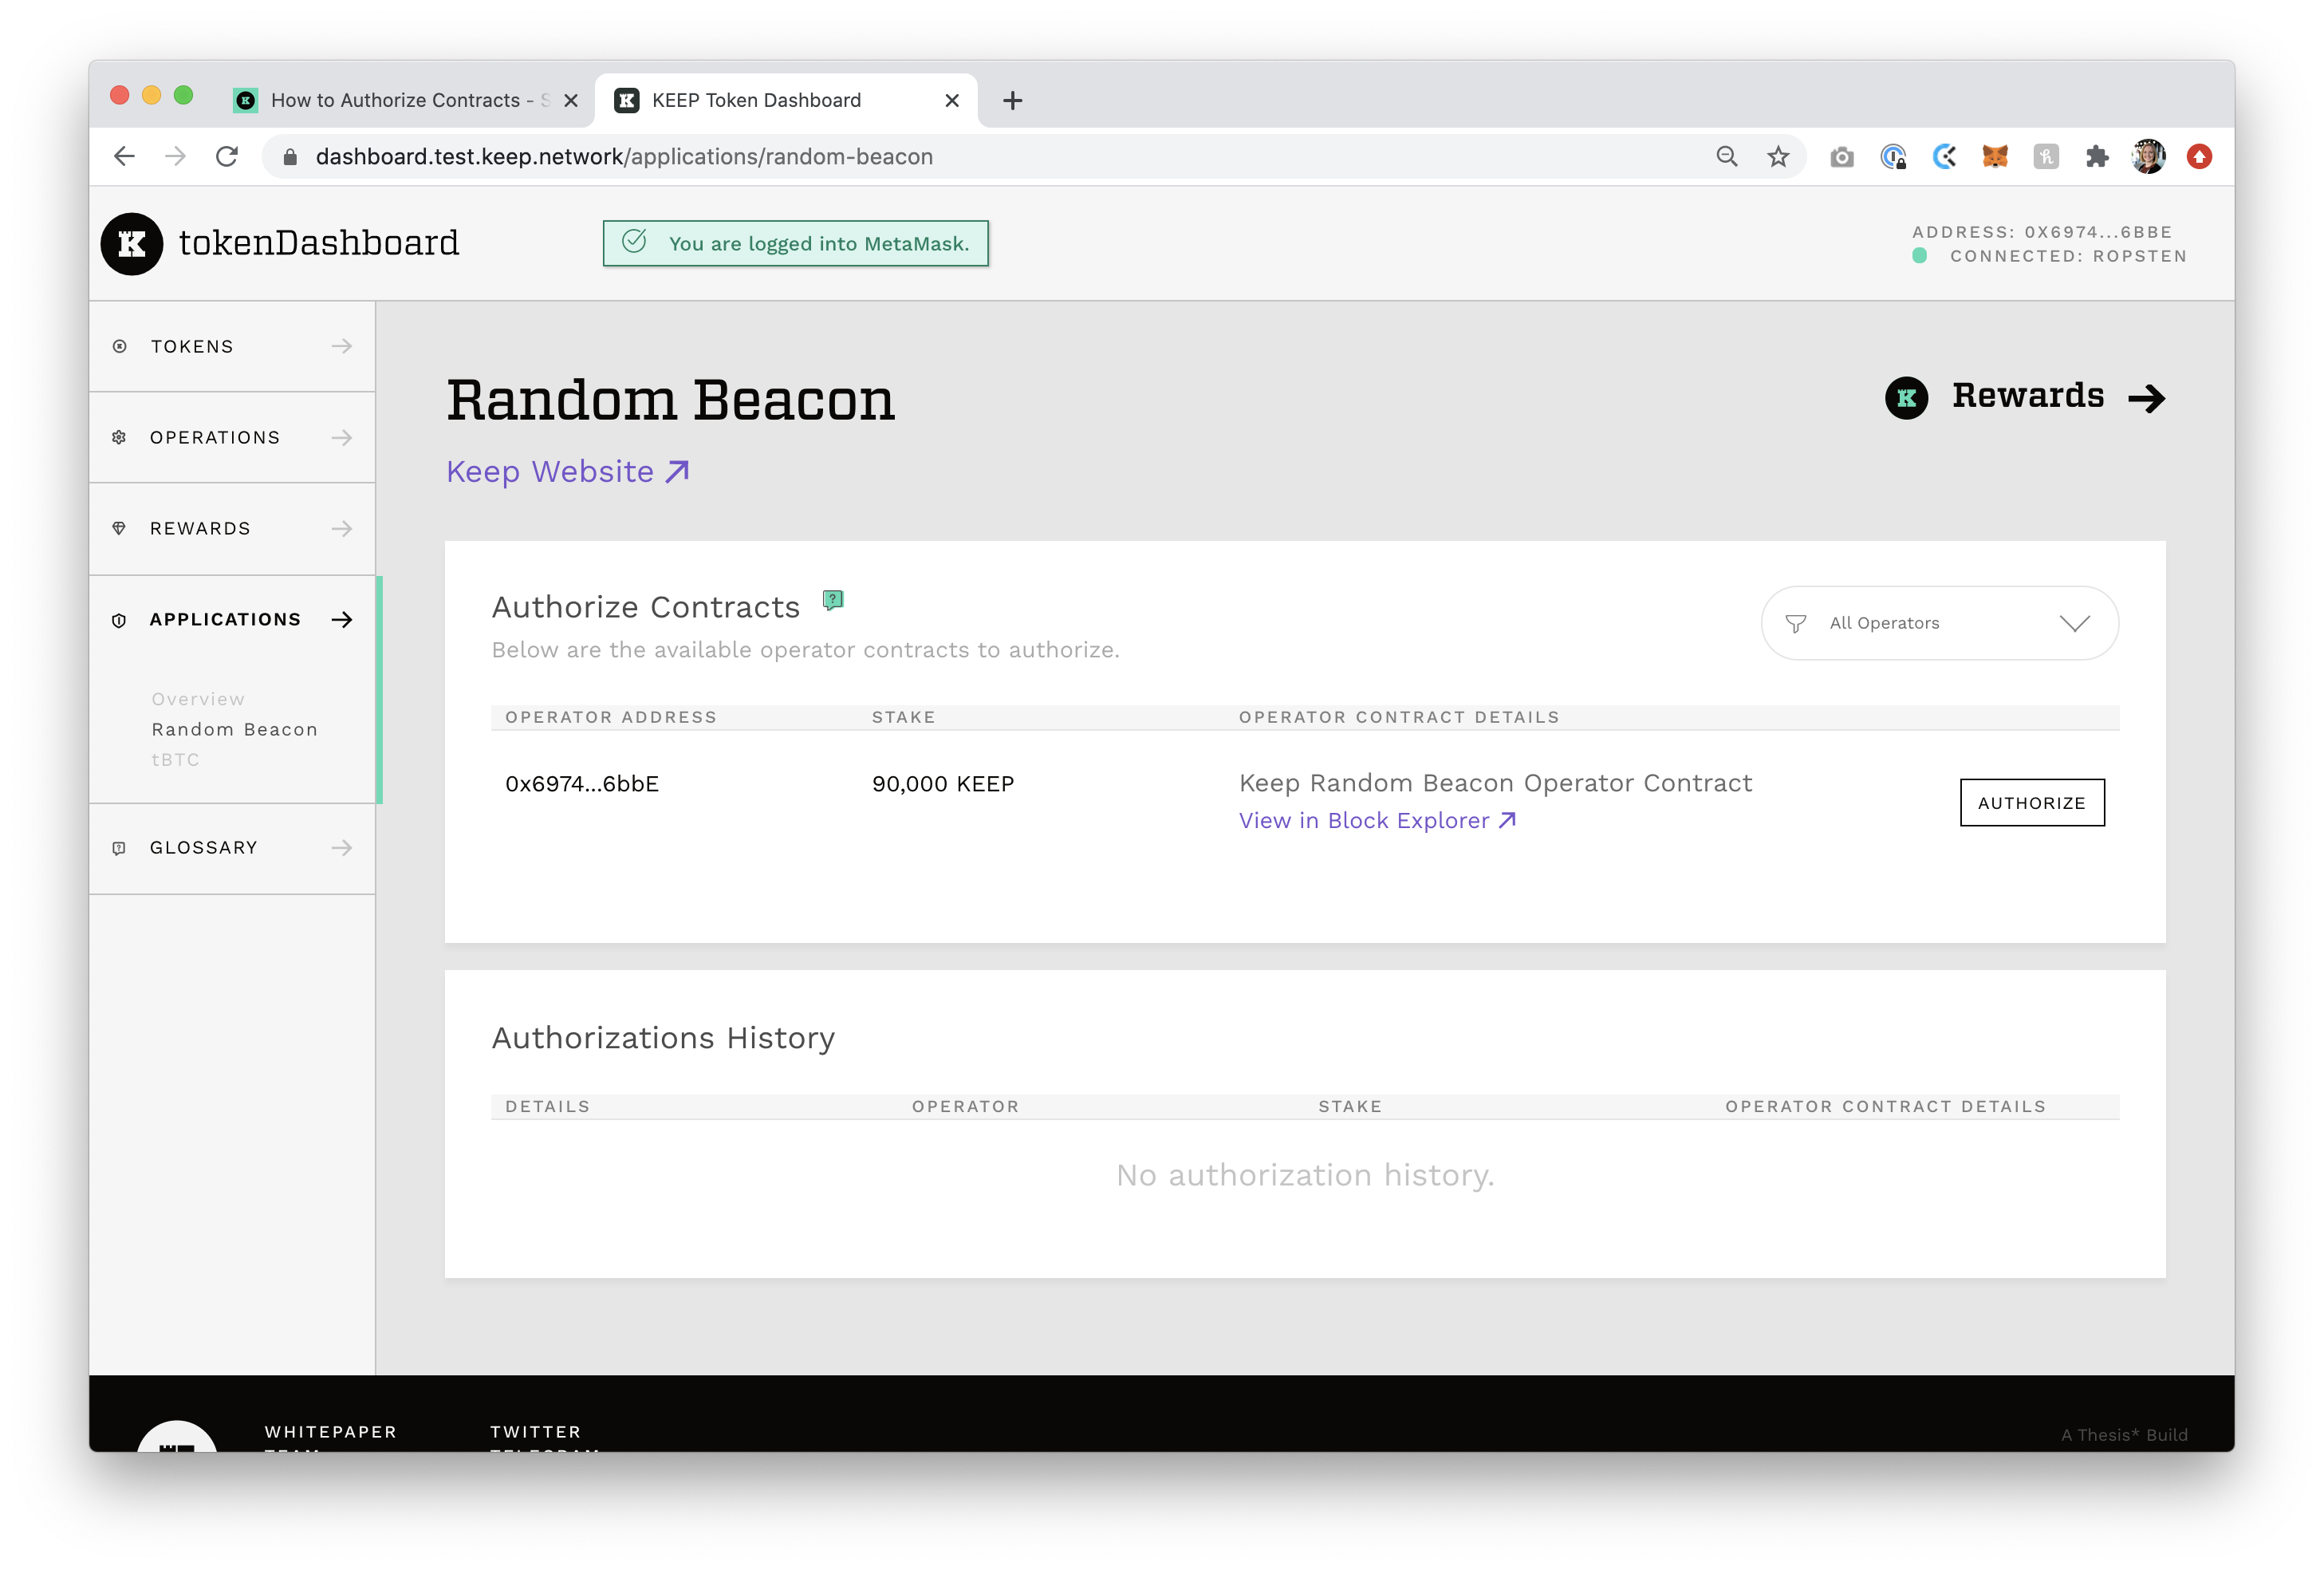 How to Authorize Contracts - S
KEEP Token Dashboard
dashboard.test.keep.network/applications/random-beacon
tokenDashboard
You are logged into MetaMask.
ADDRESS: 0X6974...6BBE
CONNECTED: ROPSTEN
TOKENS
OPERATIONS
REWARDS
APPLICATIONS
Overview
Random Beacon
tBTC
GLOSSARY
Random Beacon
Rewards
Keep Website
Authorize Contracts
Below are the available operator contracts to authorize.
All Operators
OPERATOR ADDRESS STAKE OPERATOR CONTRACT DETAILS
0x6974...6bbE 90,000 KEEP Keep Random Beacon Operator Contract
View in Block Explorer
AUTHORIZE
Authorizations History
DETAILS OPERATOR STAKE OPERATOR CONTRACT DETAILS
No authorization history.
WHITEPAPER TWITTER
A Thesis* Build